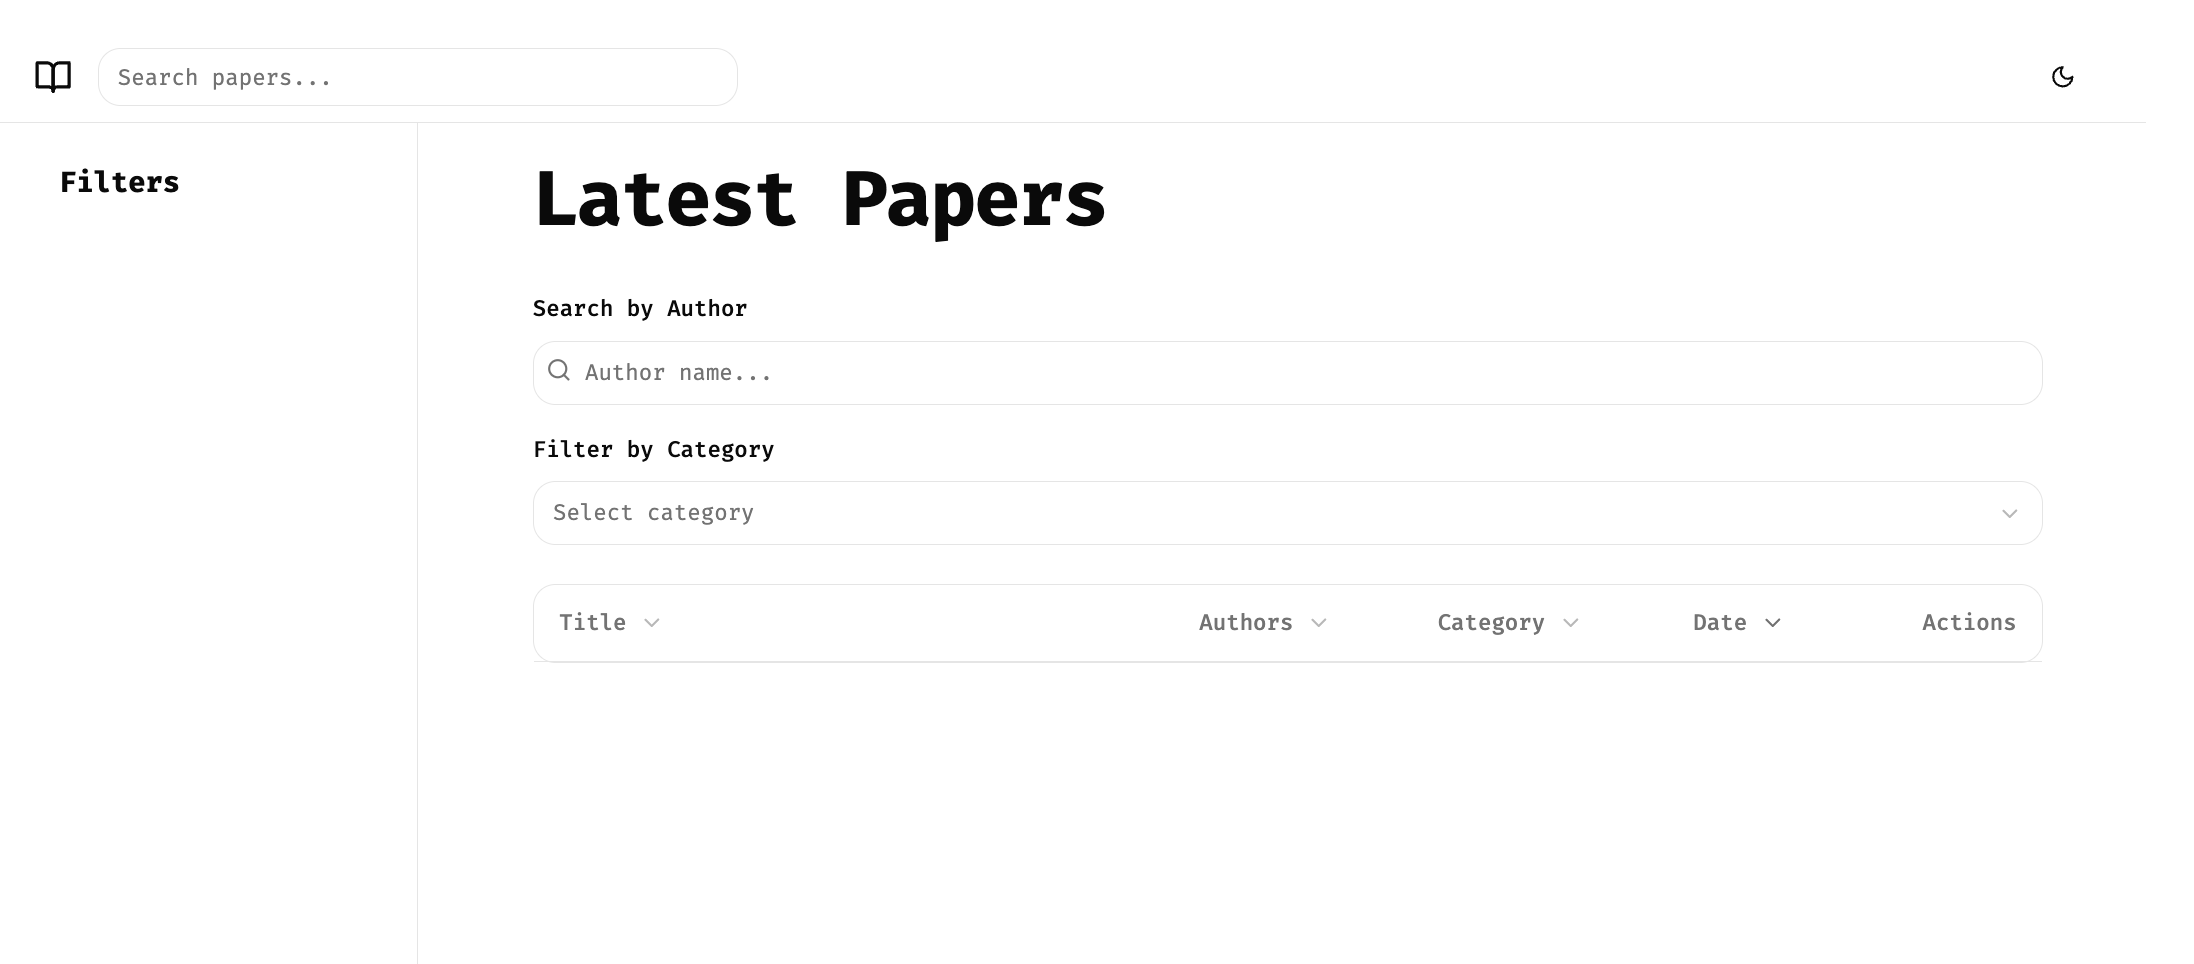 Search papers...
Filters
Latest Papers
Search by Author
Author name...
Filter by Category
Select category
Title Authors Category Date Actions